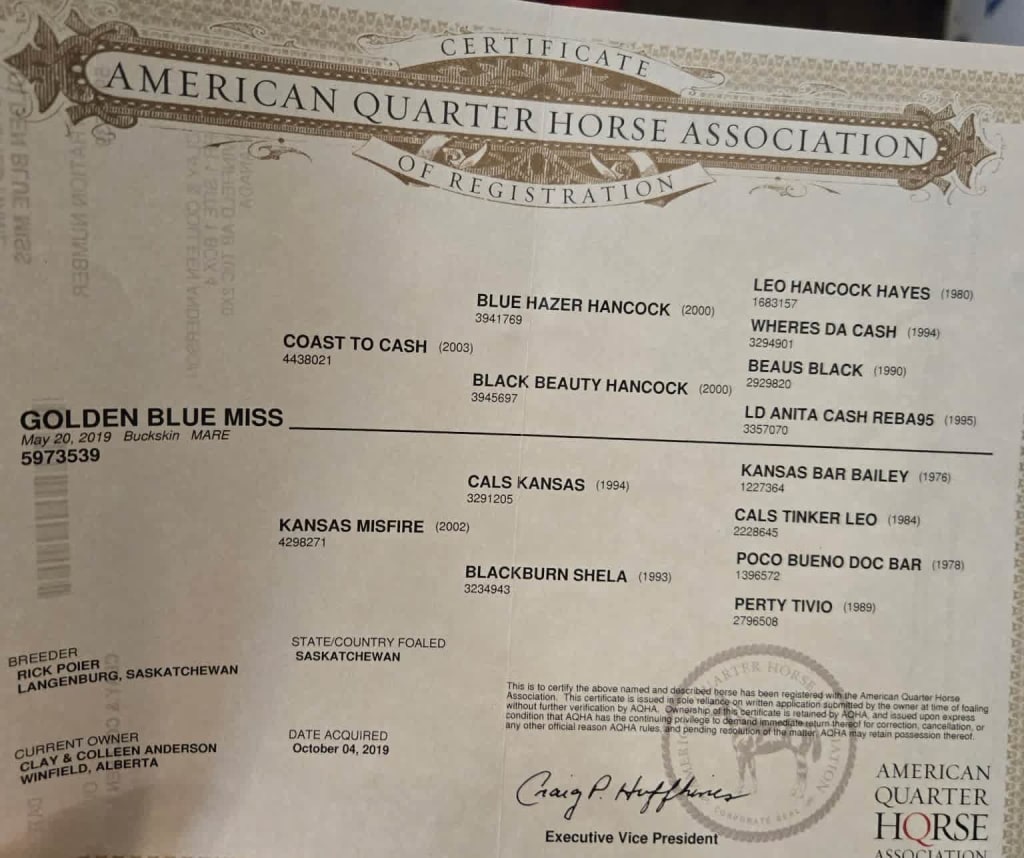 CERTIFICATE
AMERICAN QUARTER HORSE ASSOCIATION
OF REGISTRATION
LEO HANCOCK HAYES (1980)
1683157
BLUE HAZER HANCOCK (2000)
3941769
WHERES DA CASH (1994)
3294901
COAST TO CASH (2003)
4438021
BEAUS BLACK (1990)
2929820
BLACK BEAUTY HANCOCK (2000)
3945697
LD ANITA CASH REBA95 (1995)
3357070
GOLDEN BLUE MISS
May 20, 2019 Buckskin MARE
5973539
KANSAS BAR BAILEY (1976)
1227364
CALS KANSAS (1994)
3291205
CALS TINKER LEO (1984)
2228645
KANSAS MISFIRE (2002)
4298271
POCO BUENO DOC BAR (1978)
1396572
BLACKBURN SHELA (1993)
3234943
PERTY TIVIO (1989)
2796508
BREEDER
RICK POIER
LANGENBURG, SASKATCHEWAN
STATE/COUNTRY FOALED
SASKATCHEWAN
CURRENT OWNER
CLAY & COLLEEN ANDERSON
WINFIELD, ALBERTA
DATE ACQUIRED
October 04, 2019
This is to certify the above named and described horse has been registered with the American Quarter Horse
Association. This certificate is issued in sole reliance on written application submitted by the owner at time of foaling
without further verification by AQHA. Ownership of this certificate is retained by AQHA, and issued upon express
condition that AQHA has the continuing privilege to demand immediate return thereof for correction, cancellation, or
any other official reason AQHA rules, and pending resolution of the matter, AQHA may retain possession thereof.
Craig P. Huffhines
Executive Vice President
AMERICAN
QUARTER
HORSE
ASSOCIATION